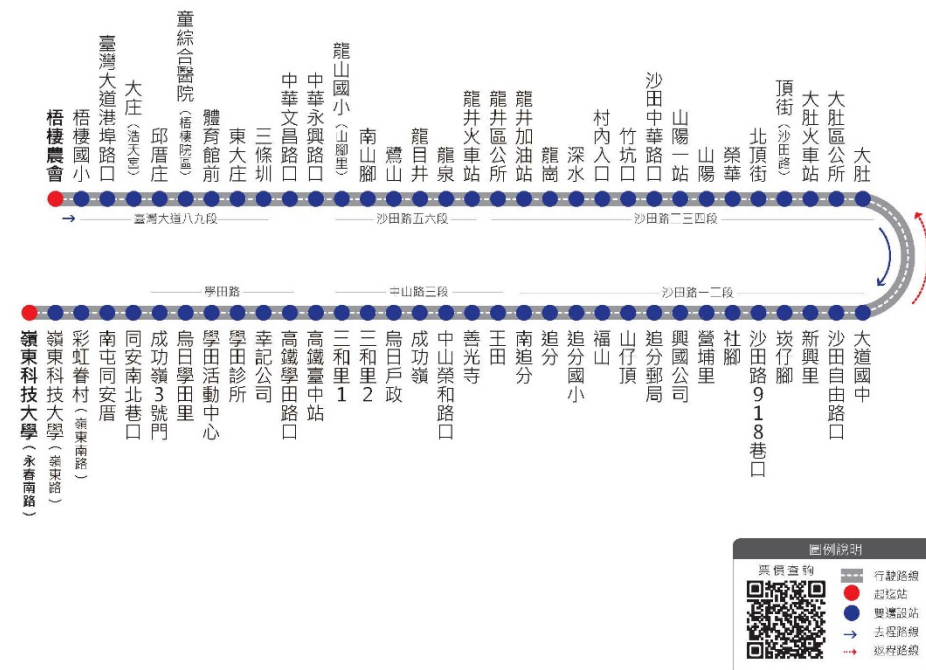 梧棲農會
梧棲國小
臺灣大道港埠路口
大庄（浩天宮）
邱厝庄
童綜合醫院（梧棲院區）
體育館前
東大庄
三條圳
中華文昌路口
中華永興路口
龍山國小（山腳里）
南山腳
鷺山
龍目井
龍泉
龍井火車站
龍井區公所
龍井加油站
龍崗
深水
村內入口
竹坑口
沙田中華路口
山陽一站
山陽
榮華
北頂街
頂街（沙田路）
大肚火車站
大肚區公所
大肚
臺灣大道八九段
沙田路五六段
沙田路二三四段
學田路
中山路三段
沙田路一二段
嶺東科技大學（永春南路）
嶺東科技大學（嶺東路）
彩虹眷村（嶺東南路）
南屯同安厝
同安南北巷口
成功嶺3號門
烏日學田里
學田活動中心
學田診所
幸記公司
高鐵學田路口
高鐵臺中站
三和里1
三和里2
烏日戶政
成功嶺
中山榮和路口
善光寺
王田
南追分
追分
追分國小
福山
山仔頂
追分郵局
興國公司
營埔里
社腳
沙田路918巷口
崁仔腳
新興里
沙田自由路口
大道國中
圖例說明
票價查詢
行駛路線
起迄站
雙邊設站
去程路線
返程路線